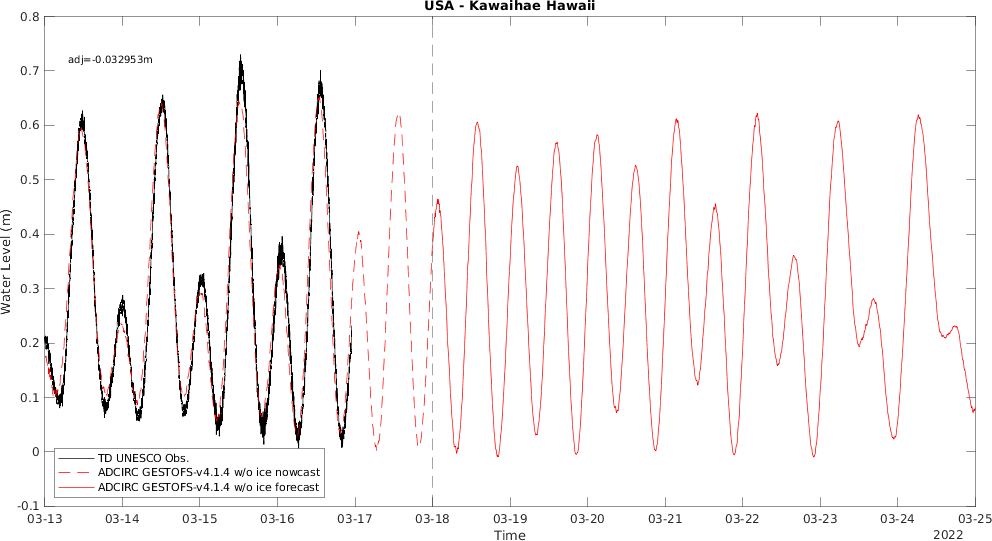 USA - Kawaihae Hawaii
0.8
adj=-0.032953m
0.7
0.6
0.5
0.4
0.3
0.2
0.1
0
-0.1
Water Level (m)
TD UNESCO Obs.
ADCIRC GESTOFS-v4.1.4 w/o ice nowcast
ADCIRC GESTOFS-v4.1.4 w/o ice forecast
03-13 03-14 03-15 03-16 03-17 03-18 03-19 03-20 03-21 03-22 03-23 03-24 03-25
Time
2022